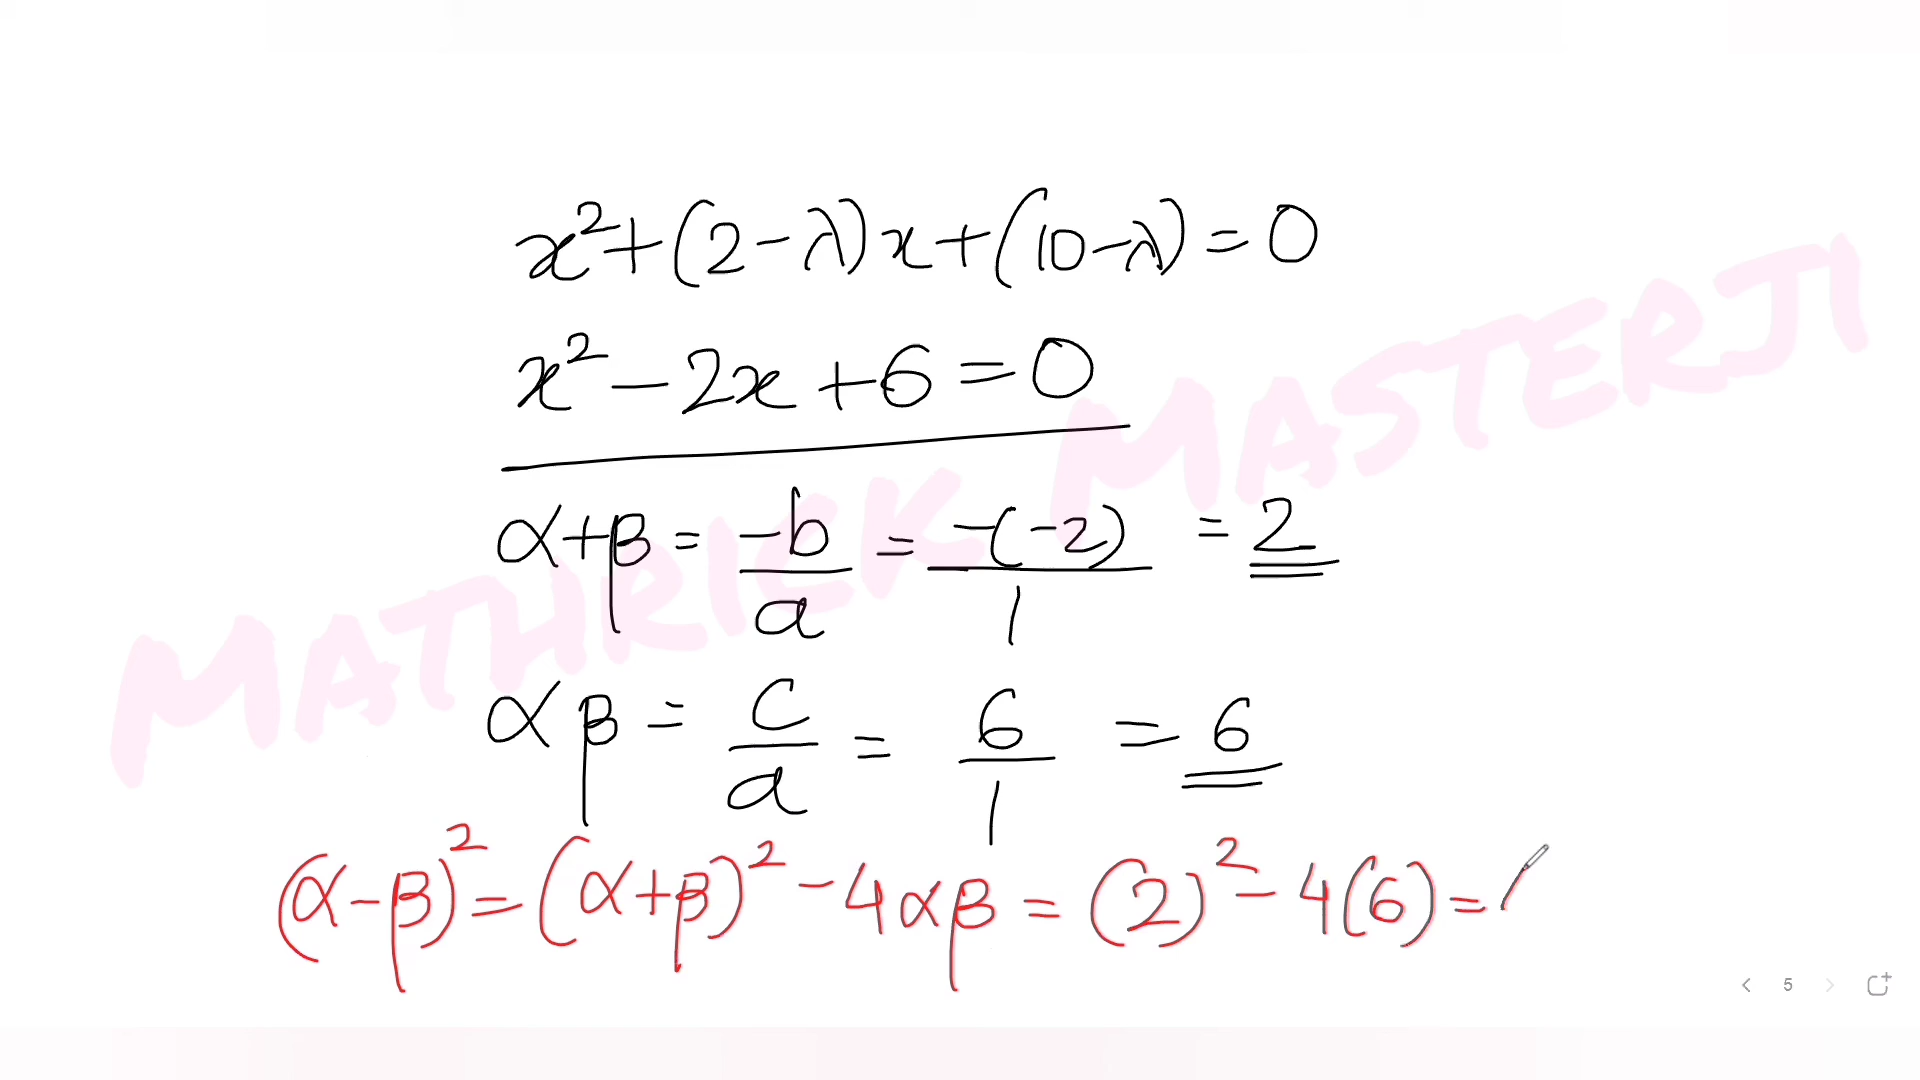 x²+(2-λ)x+(10-λ)=0
x²-2x+6=0
α+β = -b/a = -(-2)/1 = 2
αβ = c/a = 6/1 = 6
(α-β)²=(α+β)²-4αβ=(2)²-4(6)=
MATHRICK MASTERJI
5